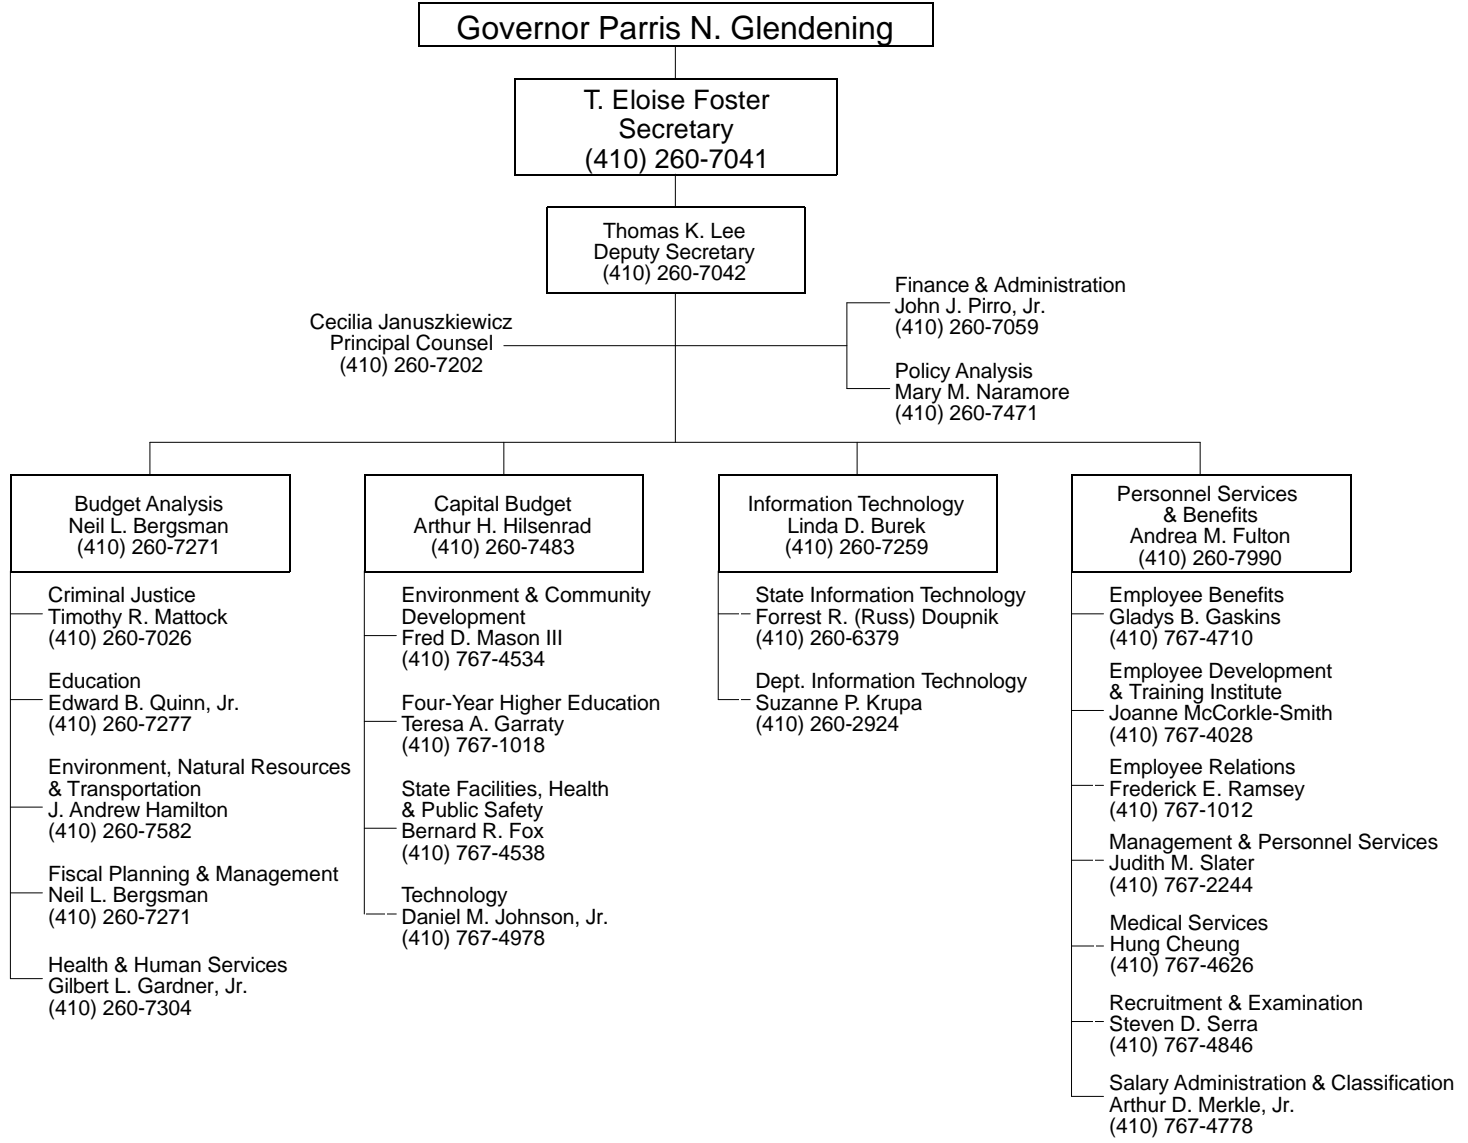 Governor Parris N. Glendening
T. Eloise Foster
Secretary
(410) 260-7041
Thomas K. Lee
Deputy Secretary
(410) 260-7042
Cecilia Januszkiewicz
Principal Counsel
(410) 260-7202
Finance & Administration
John J. Pirro, Jr.
(410) 260-7059
Policy Analysis
Mary M. Naramore
(410) 260-7471
Budget Analysis
Neil L. Bergsman
(410) 260-7271
Criminal Justice
Timothy R. Mattock
(410) 260-7026
Education
Edward B. Quinn, Jr.
(410) 260-7277
Environment, Natural Resources
& Transportation
J. Andrew Hamilton
(410) 260-7582
Fiscal Planning & Management
Neil L. Bergsman
(410) 260-7271
Health & Human Services
Gilbert L. Gardner, Jr.
(410) 260-7304
Capital Budget
Arthur H. Hilsenrad
(410) 260-7483
Environment & Community
Development
Fred D. Mason III
(410) 767-4534
Four-Year Higher Education
Teresa A. Garraty
(410) 767-1018
State Facilities, Health
& Public Safety
Bernard R. Fox
(410) 767-4538
Technology
Daniel M. Johnson, Jr.
(410) 767-4978
Information Technology
Linda D. Burek
(410) 260-7259
State Information Technology
Forrest R. (Russ) Doupnik
(410) 260-6379
Dept. Information Technology
Suzanne P. Krupa
(410) 260-2924
Personnel Services
& Benefits
Andrea M. Fulton
(410) 260-7990
Employee Benefits
Gladys B. Gaskins
(410) 767-4710
Employee Development
& Training Institute
Joanne McCorkle-Smith
(410) 767-4028
Employee Relations
Frederick E. Ramsey
(410) 767-1012
Management & Personnel Services
Judith M. Slater
(410) 767-2244
Medical Services
Hung Cheung
(410) 767-4626
Recruitment & Examination
Steven D. Serra
(410) 767-4846
Salary Administration & Classification
Arthur D. Merkle, Jr.
(410) 767-4778